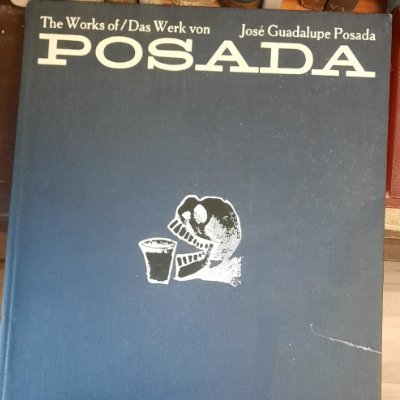 The Works of/Das Werk von José Guadalupe Posada
POSADA